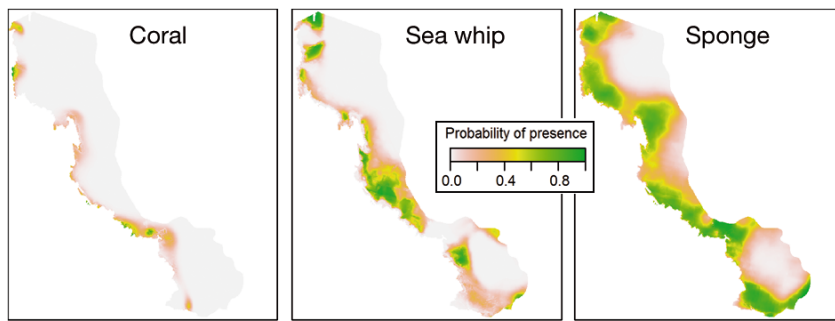 Coral
Sea whip
Sponge
Probability of presence
0.0 0.4 0.8